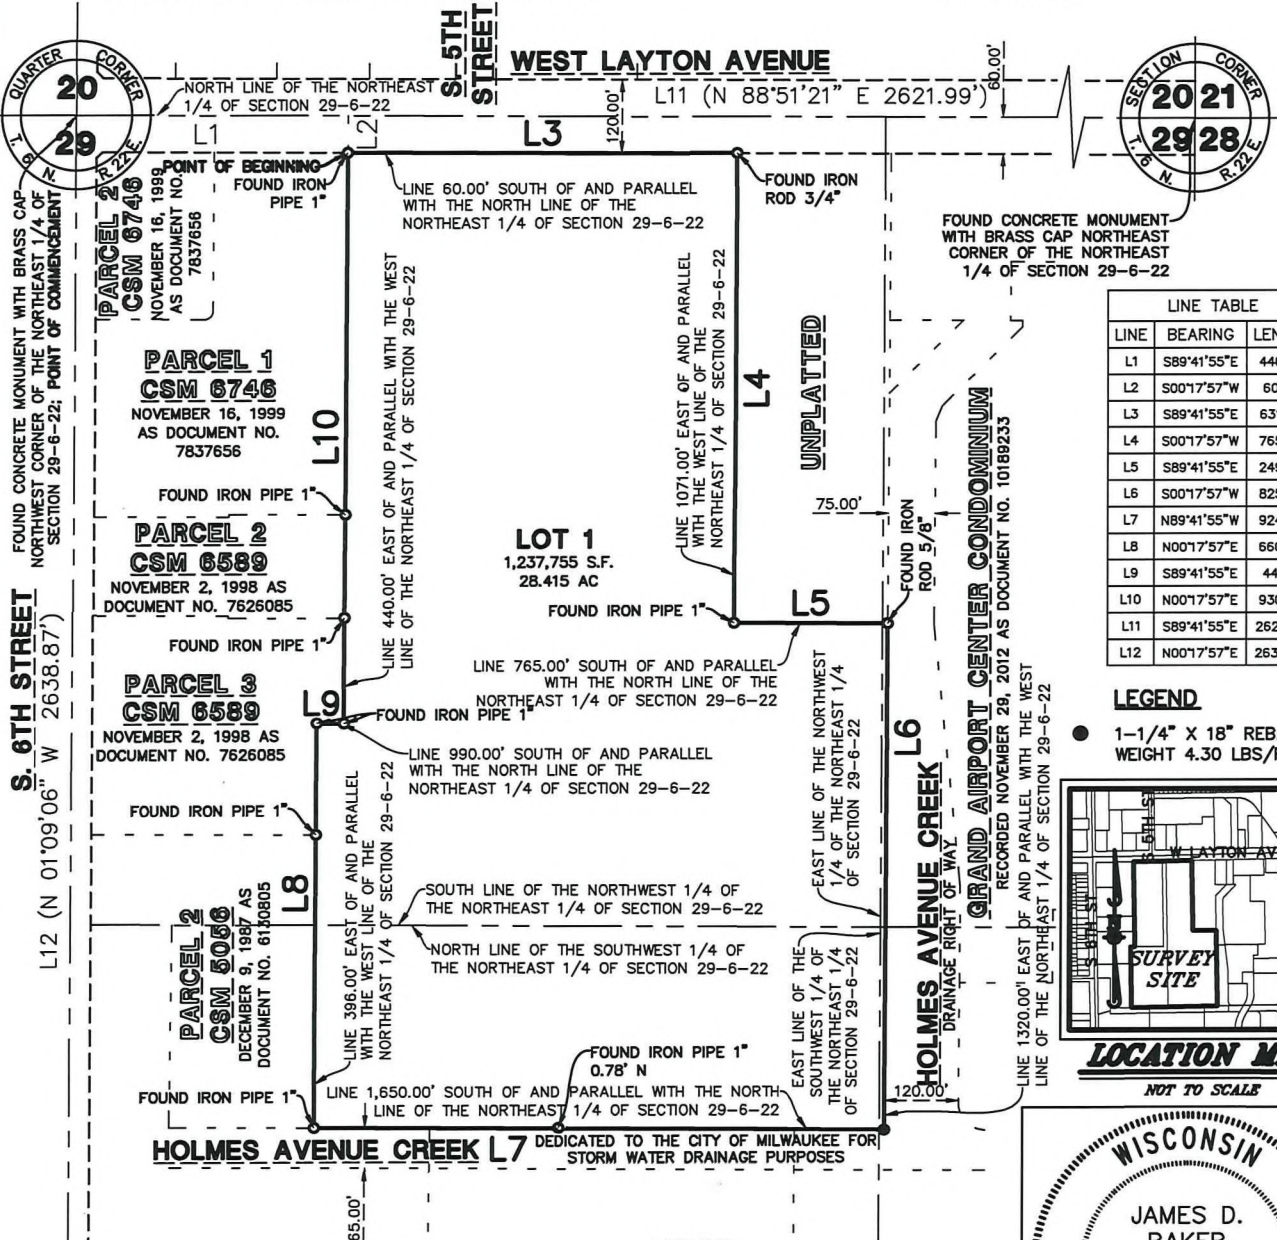 S. 5TH
STREET
WEST LAYTON AVENUE
60.00'
QUARTER CORNER
20
29
T. 6 N.
R. 22 E.
NORTH LINE OF THE NORTHEAST
1/4 OF SECTION 29-6-22
L11 (N 88°51'21" E 2621.99')
120.00'
SECTION CORNER
20 21
29 28
T. 6 N.
R. 22 E.
L1
L2
L3
POINT OF BEGINNING
FOUND IRON
PIPE 1"
LINE 60.00' SOUTH OF AND PARALLEL
WITH THE NORTH LINE OF THE
NORTHEAST 1/4 OF SECTION 29-6-22
FOUND IRON
ROD 3/4"
FOUND CONCRETE MONUMENT
WITH BRASS CAP NORTHEAST
CORNER OF THE NORTHEAST
1/4 OF SECTION 29-6-22
FOUND CONCRETE MONUMENT WITH BRASS CAP
NORTHWEST CORNER OF THE NORTHEAST 1/4 OF
SECTION 29-6-22; POINT OF COMMENCEMENT
PARCEL 2
CSM 6746
NOVEMBER 16, 1999
AS DOCUMENT NO.
7837656
PARCEL 1
CSM 6746
NOVEMBER 16, 1999
AS DOCUMENT NO.
7837656
L10
LINE 440.00' EAST OF AND PARALLEL WITH THE WEST
LINE OF THE NORTHEAST 1/4 OF SECTION 29-6-22
LINE 1071.00' EAST OF AND PARALLEL
WITH THE WEST LINE OF THE
NORTHEAST 1/4 OF SECTION 29-6-22
L4
UNPLATTED
LINE TABLE
LINE BEARING
L1 S89°41'55"E
L2 S00°17'57"W
L3 S89°41'55"E
L4 S00°17'57"W
L5 S89°41'55"E
L6 S00°17'57"W
L7 N89°41'55"W
L8 N00°17'57"E
L9 S89°41'55"E
L10 N00°17'57"E
L11 S89°41'55"E
L12 N00°17'57"E
FOUND IRON PIPE 1"
75.00'
PARCEL 2
CSM 6589
NOVEMBER 2, 1998 AS
DOCUMENT NO. 7626085
LOT 1
1,237,755 S.F.
28.415 AC
FOUND IRON
ROD 5/8"
GRAND AIRPORT CENTER CONDOMINIUM
RECORDED NOVEMBER 29, 2012 AS DOCUMENT NO. 10189233
FOUND IRON PIPE 1"
L5
FOUND IRON PIPE 1"
S. 6TH STREET
L12 (N 01°09'06" W 2638.87')
PARCEL 3
CSM 6589
NOVEMBER 2, 1998 AS
DOCUMENT NO. 7626085
L9
FOUND IRON PIPE 1"
LINE 765.00' SOUTH OF AND PARALLEL
WITH THE NORTH LINE OF THE
NORTHEAST 1/4 OF SECTION 29-6-22
LINE 990.00' SOUTH OF AND PARALLEL
WITH THE NORTH LINE OF THE
NORTHEAST 1/4 OF SECTION 29-6-22
EAST LINE OF THE NORTHWEST
1/4 OF THE NORTHEAST 1/4
OF SECTION 29-6-22
L6
LEGEND
1-1/4" X 18"
WEIGHT 4.30
FOUND IRON PIPE 1"
L8
LINE 396.00' EAST OF AND PARALLEL
WITH THE WEST LINE OF THE
NORTHEAST 1/4 OF SECTION 29-6-22
SOUTH LINE OF THE NORTHWEST 1/4 OF
THE NORTHEAST 1/4 OF SECTION 29-6-22
NORTH LINE OF THE SOUTHWEST 1/4 OF
THE NORTHEAST 1/4 OF SECTION 29-6-22
HOLMES AVENUE CREEK
DRAINAGE RIGHT OF WAY
LINE 1320.00' EAST OF AND PARALLEL WITH THE WEST
LINE OF THE NORTHEAST 1/4 OF SECTION 29-6-22
S 5TH ST
W LAYTON AV
S 6TH ST
SURVEY
SITE
LOCATION
NOT TO SCALE
PARCEL 2
CSM 5056
DECEMBER 9, 1987 AS
DOCUMENT NO. 6130805
EAST LINE OF THE
SOUTHWEST 1/4 OF
THE NORTHEAST 1/4
OF SECTION 29-6-22
FOUND IRON PIPE 1"
0.78' N
FOUND IRON PIPE 1"
LINE 1,650.00' SOUTH OF AND PARALLEL WITH THE NORTH
LINE OF THE NORTHEAST 1/4 OF SECTION 29-6-22
120.00'
HOLMES AVENUE CREEK L7
DEDICATED TO THE CITY OF MILWAUKEE FOR
STORM WATER DRAINAGE PURPOSES
65.00'
WISCONSIN
JAMES D.
BAKER